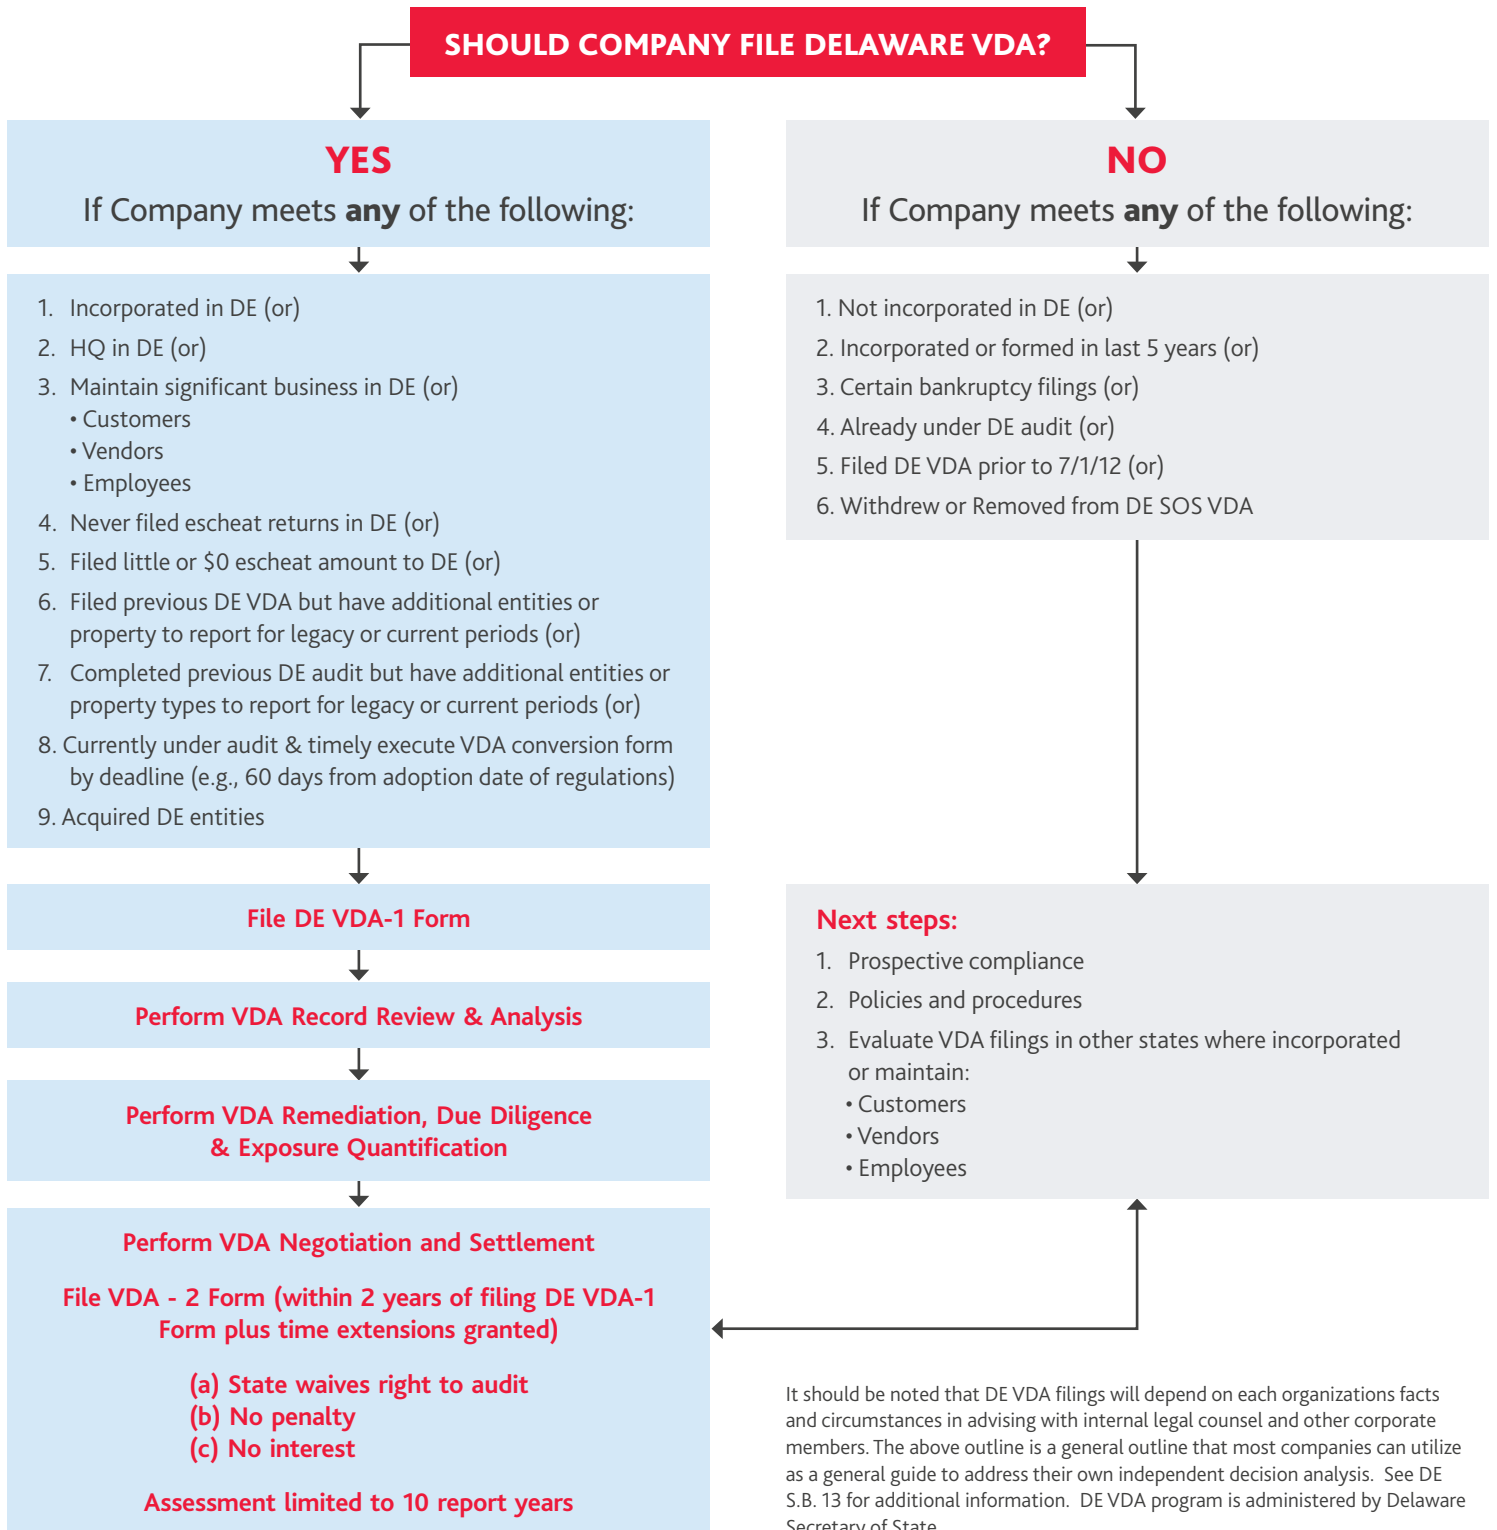 SHOULD COMPANY FILE DELAWARE VDA?
YES
If Company meets any of the following:
1. Incorporated in DE (or)
2. HQ in DE (or)
3. Maintain significant business in DE (or)
• Customers
• Vendors
• Employees
4. Never filed escheat returns in DE (or)
5. Filed little or $0 escheat amount to DE (or)
6. Filed previous DE VDA but have additional entities or
property to report for legacy or current periods (or)
7. Completed previous DE audit but have additional entities or
property types to report for legacy or current periods (or)
8. Currently under audit & timely execute VDA conversion form
by deadline (e.g., 60 days from adoption date of regulations)
9. Acquired DE entities
File DE VDA-1 Form
Perform VDA Record Review & Analysis
Perform VDA Remediation, Due Diligence
& Exposure Quantification
Perform VDA Negotiation and Settlement
File VDA - 2 Form (within 2 years of filing DE VDA-1
Form plus time extensions granted)
(a) State waives right to audit
(b) No penalty
(c) No interest
Assessment limited to 10 report years
NO
If Company meets any of the following:
1. Not incorporated in DE (or)
2. Incorporated or formed in last 5 years (or)
3. Certain bankruptcy filings (or)
4. Already under DE audit (or)
5. Filed DE VDA prior to 7/1/12 (or)
6. Withdrew or Removed from DE SOS VDA
Next steps:
1. Prospective compliance
2. Policies and procedures
3. Evaluate VDA filings in other states where incorporated
or maintain:
• Customers
• Vendors
• Employees
It should be noted that DE VDA filings will depend on each organizations facts
and circumstances in advising with internal legal counsel and other corporate
members. The above outline is a general outline that most companies can utilize
as a general guide to address their own independent decision analysis. See DE
S.B. 13 for additional information. DE VDA program is administered by Delaware
Secretary of State